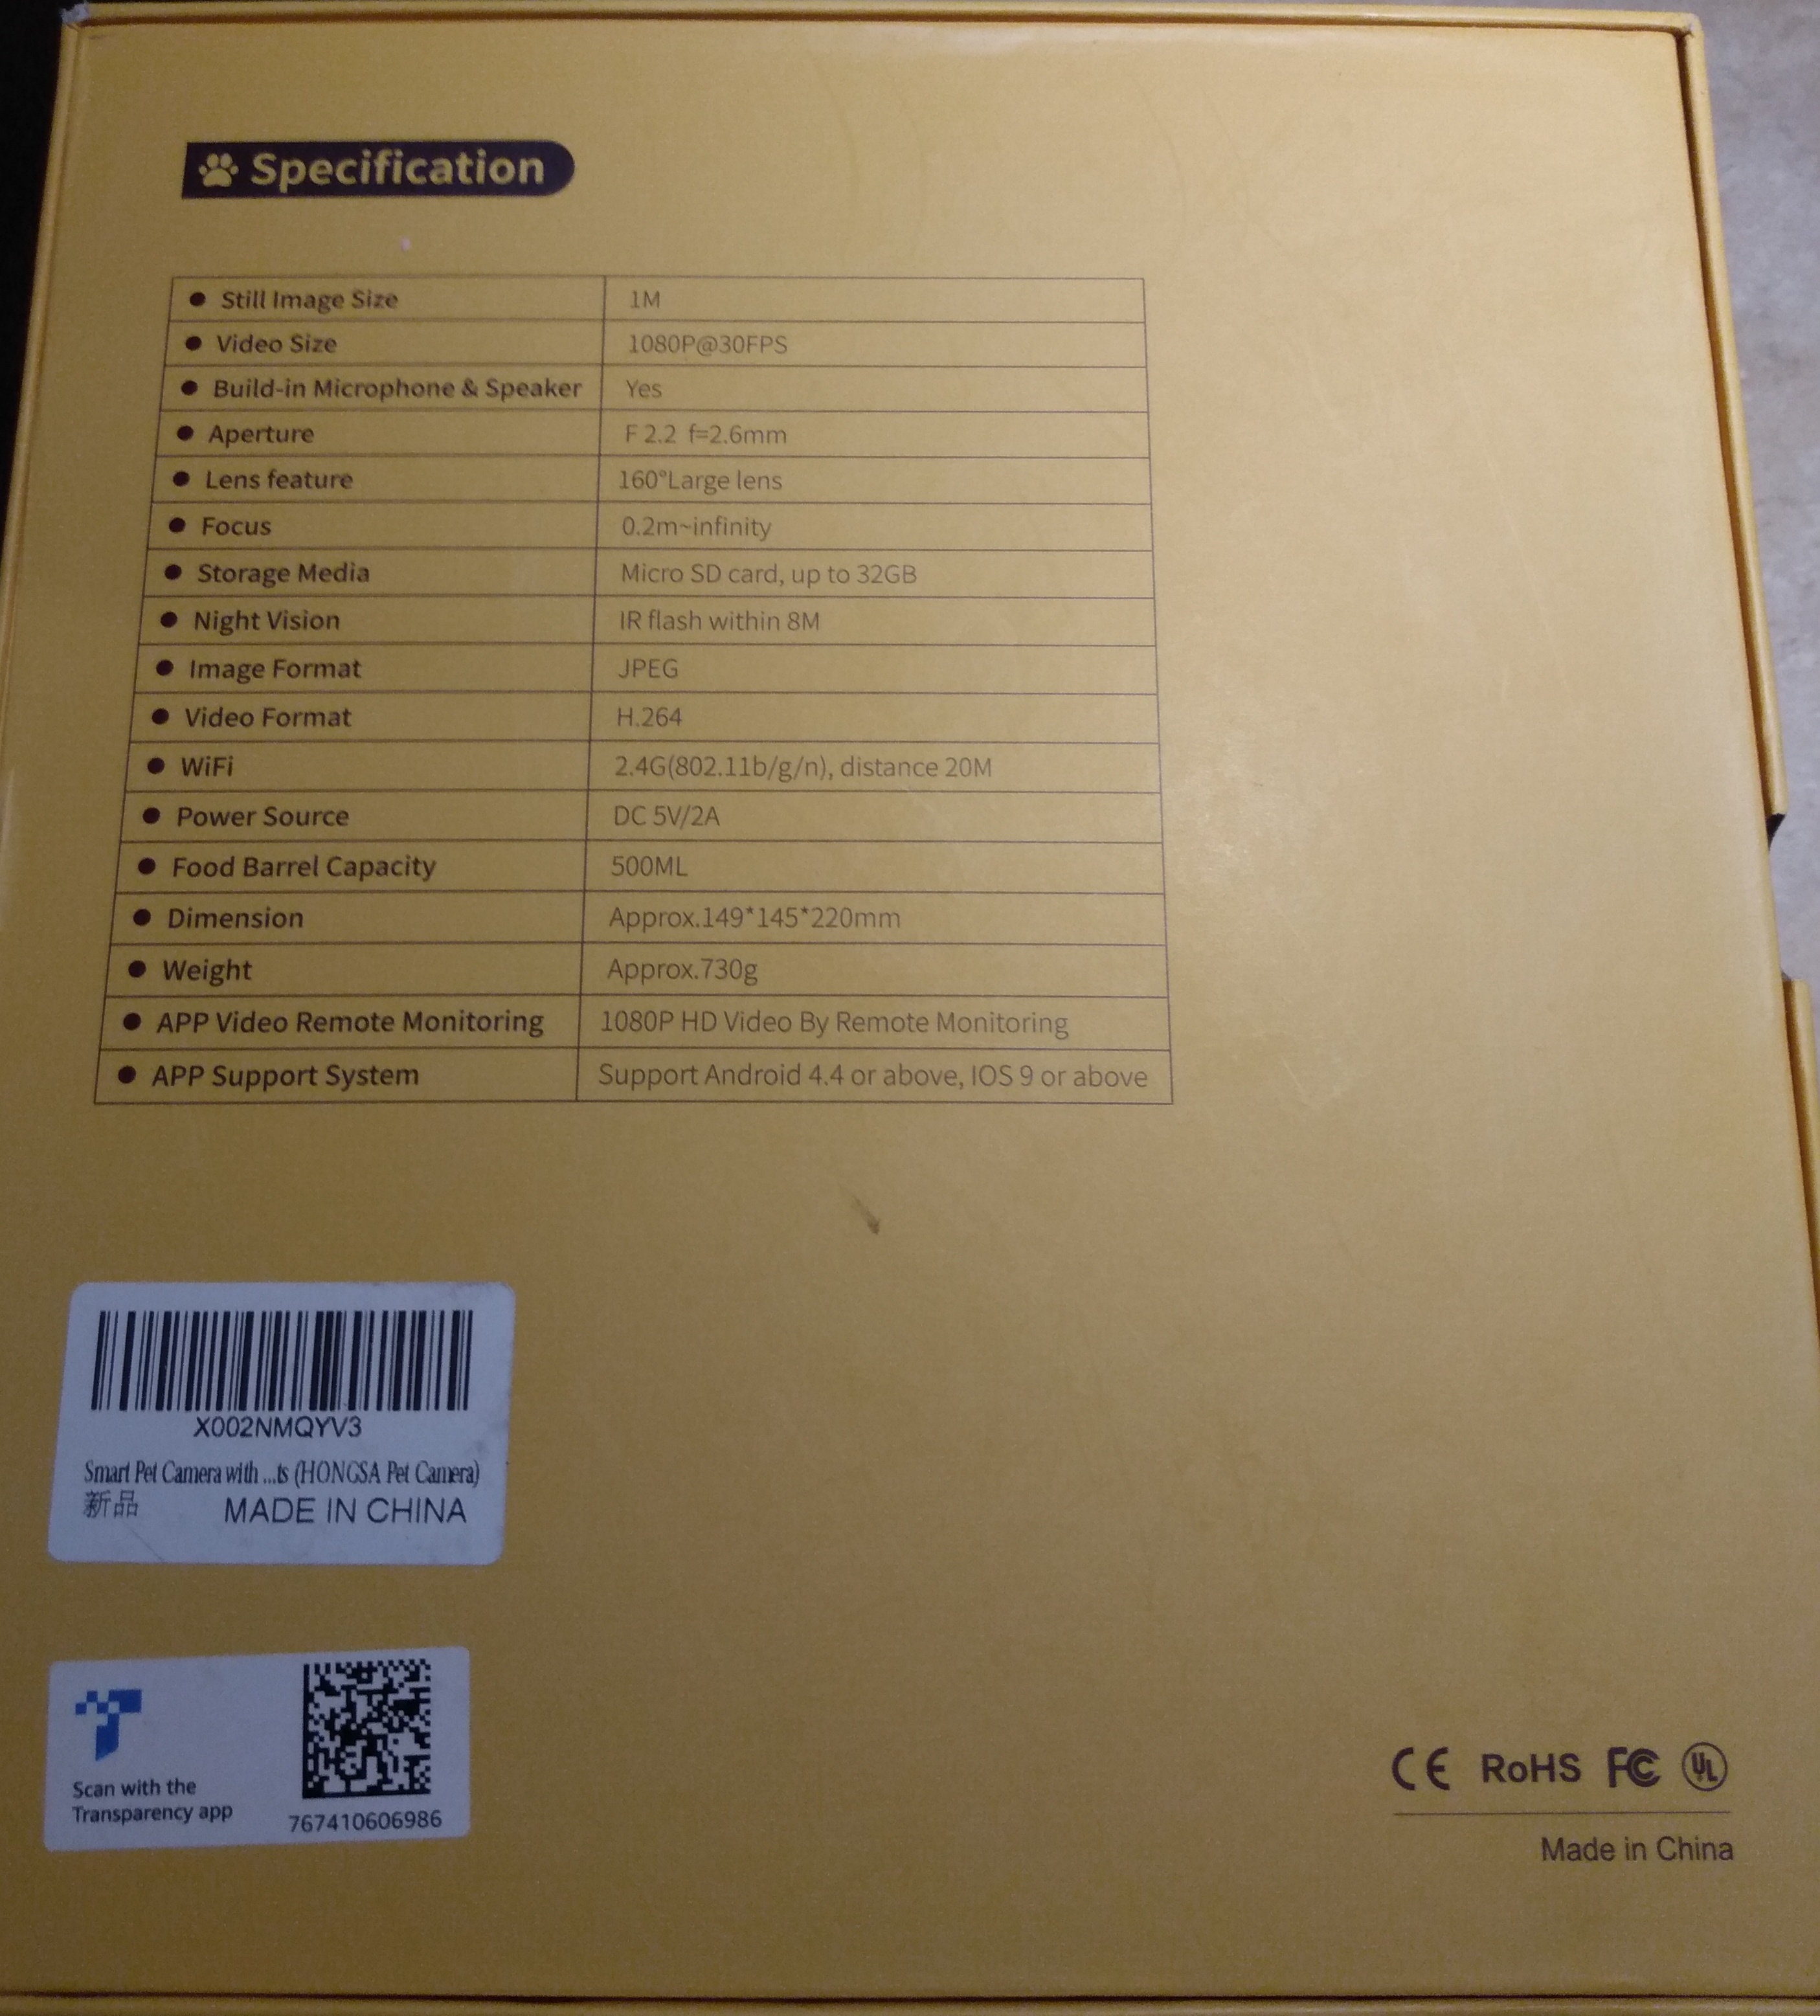 Specification
Still Image Size 1M
Video Size 1080P@30FPS
Build-in Microphone & Speaker Yes
Aperture F 2.2 f=2.6mm
Lens feature 160°Large lens
Focus 0.2m~infinity
Storage Media Micro SD card, up to 32GB
Night Vision IR flash within 8M
Image Format JPEG
Video Format H.264
WiFi 2.4G(802.11b/g/n), distance 20M
Power Source DC 5V/2A
Food Barrel Capacity 500ML
Dimension Approx.149*145*220mm
Weight Approx.730g
APP Video Remote Monitoring 1080P HD Video By Remote Monitoring
APP Support System Support Android 4.4 or above, IOS 9 or above
X002NMQYV3
Smart Pet Camera with ...ts (HONGSA Pet Camera)
新品 MADE IN CHINA
Scan with the
Transparency app
767410606986
CE RoHS FC UL
Made in China